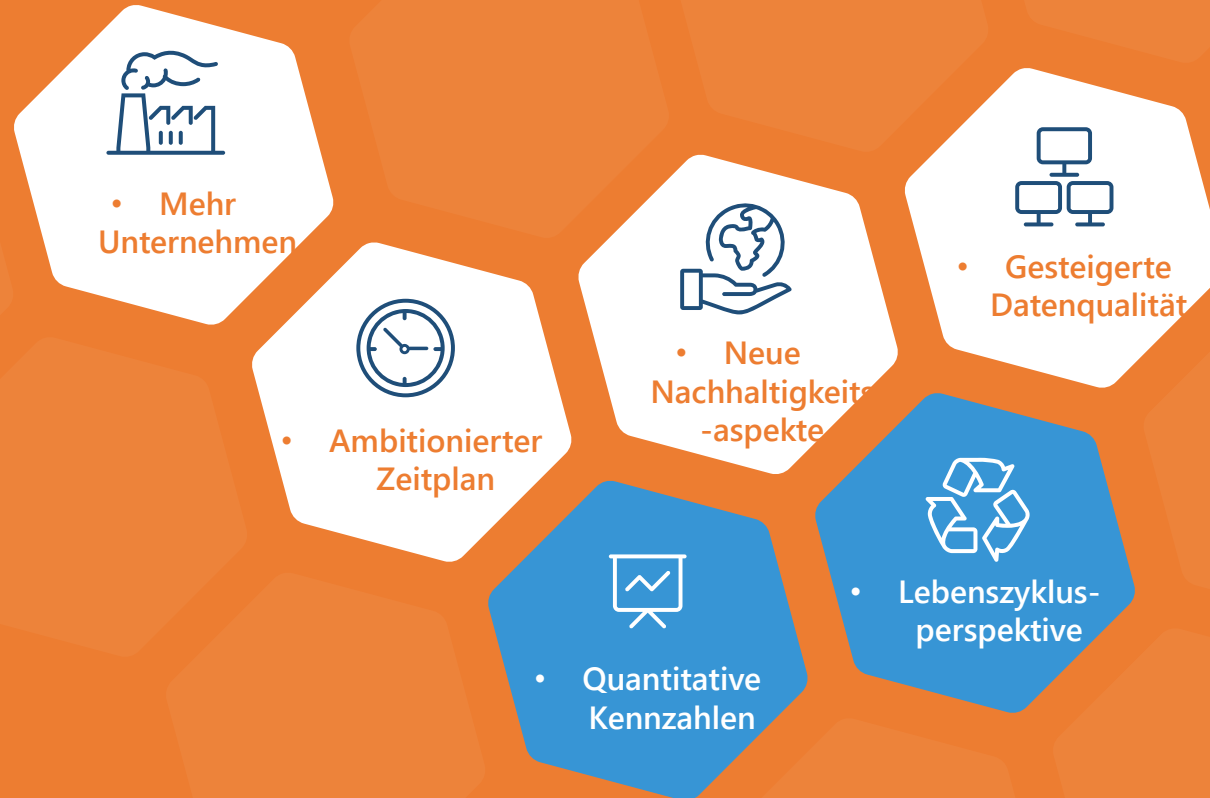 • Mehr
Unternehmen
• Ambitionierter
Zeitplan
• Neue
Nachhaltigkeits
-aspekte
• Gesteigerte
Datenqualität
• Quantitative
Kennzahlen
• Lebenszyklus-
perspektive